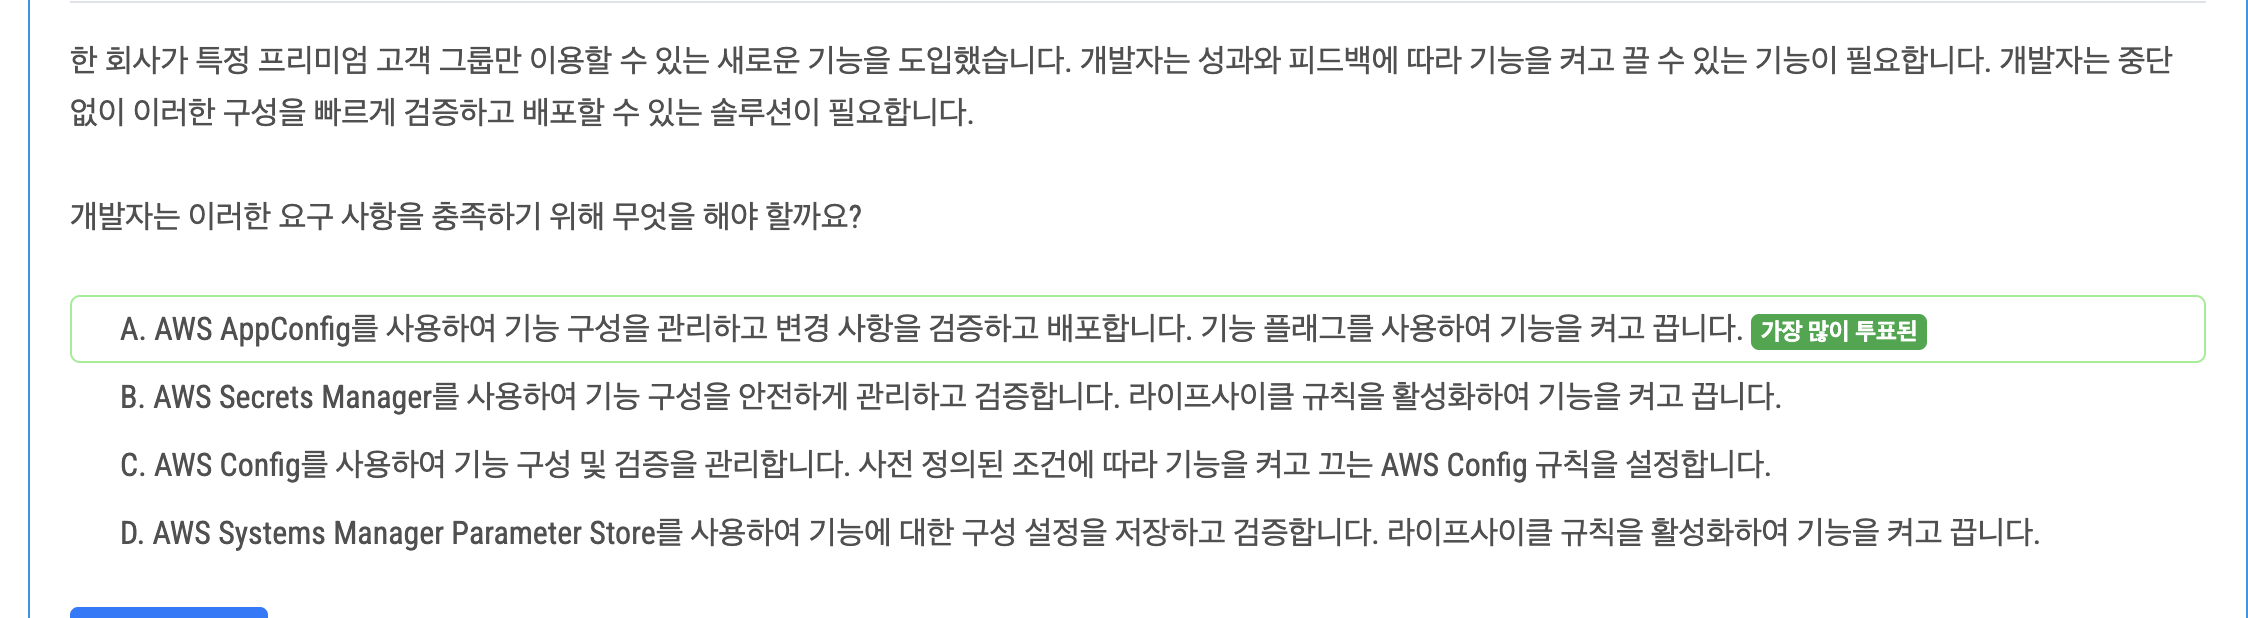 한 회사가 특정 프리미엄 고객 그룹만 이용할 수 있는 새로운 기능을 도입했습니다. 개발자는 성과와 피드백에 따라 기능을 켜고 끌 수 있는 기능이 필요합니다. 개발자는 중단
없이 이러한 구성을 빠르게 검증하고 배포할 수 있는 솔루션이 필요합니다.
개발자는 이러한 요구 사항을 충족하기 위해 무엇을 해야 할까요?
A. AWS AppConfig를 사용하여 기능 구성을 관리하고 변경 사항을 검증하고 배포합니다. 기능 플래그를 사용하여 기능을 켜고 끕니다. 가장 많이 투표된
B. AWS Secrets Manager를 사용하여 기능 구성을 안전하게 관리하고 검증합니다. 라이프사이클 규칙을 활성화하여 기능을 켜고 끕니다.
C. AWS Config를 사용하여 기능 구성 및 검증을 관리합니다. 사전 정의된 조건에 따라 기능을 켜고 끄는 AWS Config 규칙을 설정합니다.
D. AWS Systems Manager Parameter Store를 사용하여 기능에 대한 구성 설정을 저장하고 검증합니다. 라이프사이클 규칙을 활성화하여 기능을 켜고 끕니다.